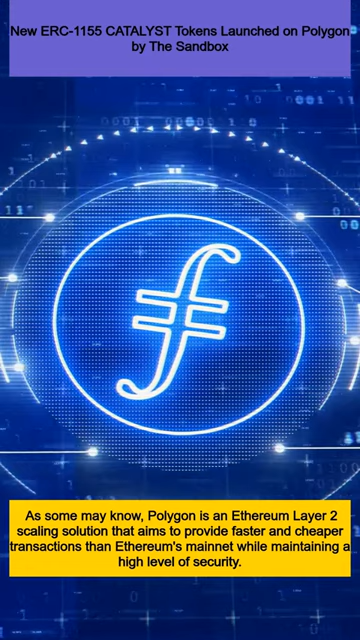 New ERC-1155 CATALYST Tokens Launched on Polygon
by The Sandbox
As some may know, Polygon is an Ethereum Layer 2
scaling solution that aims to provide faster and cheaper
transactions than Ethereum's mainnet while maintaining a
high level of security.